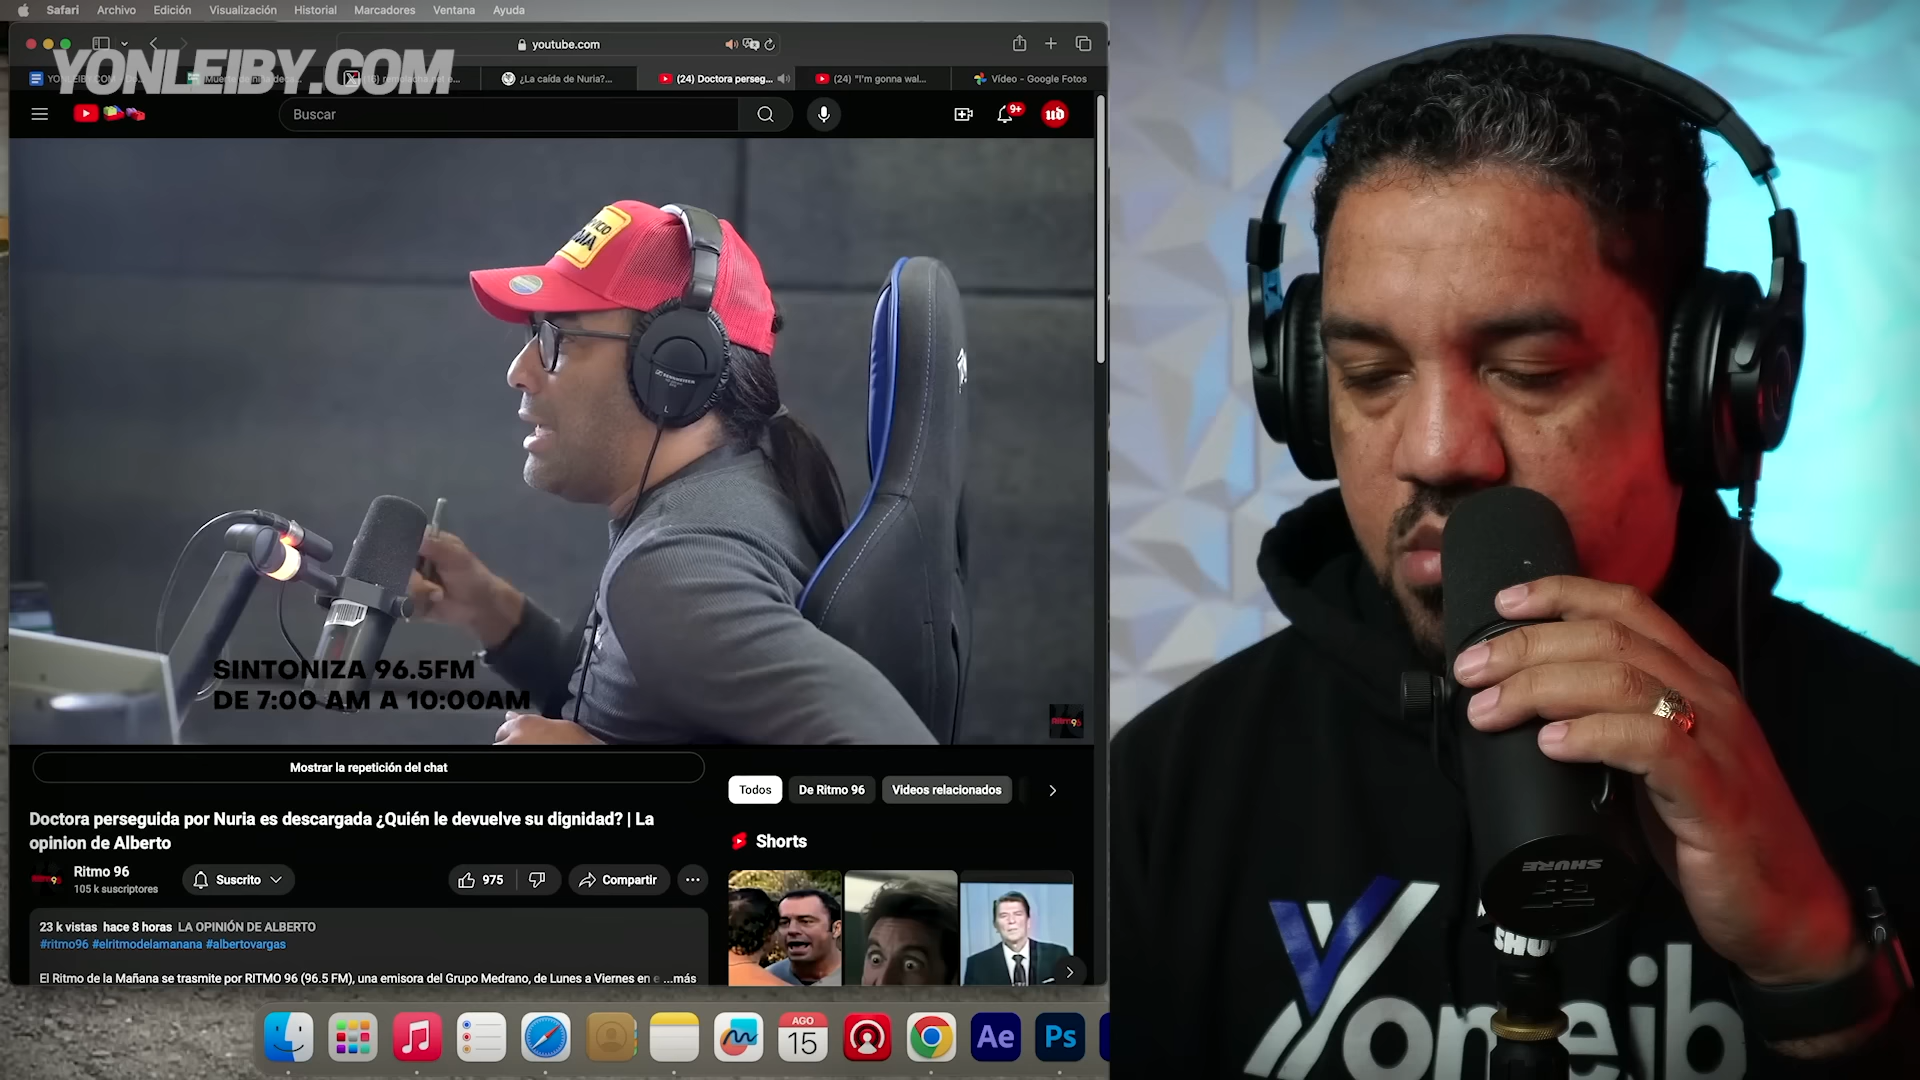 Safari Archivo Edición Visualización Historial Marcadores Ventana Ayuda
YONLEIBY.COM
youtube.com
¿La caída de Nuria?...
(24) Doctora perseg...
(24) "I'm gonna wal...
Vídeo - Google Fotos
Buscar
9+
SENNHEISER
L
SINTONIZA 96.5FM
DE 7:00 AM A 10:00AM
Mostrar la repetición del chat
Todos
De Ritmo 96
Videos relacionados
Doctora perseguida por Nuria es descargada ¿Quién le devuelve su dignidad? | La
opinion de Alberto
Shorts
Ritmo 96
105 k suscriptores
Suscrito
975
Compartir
23 k vistas hace 8 horas LA OPINIÓN DE ALBERTO
#ritmo96 #elritmodelamanana #albertovargas
El Ritmo de la Mañana se trasmite por RITMO 96 (96.5 FM), una emisora del Grupo Medrano, de Lunes a Viernes en e ...más
AGO
15
Ae
Ps
SHURE
SHU
Yonleib